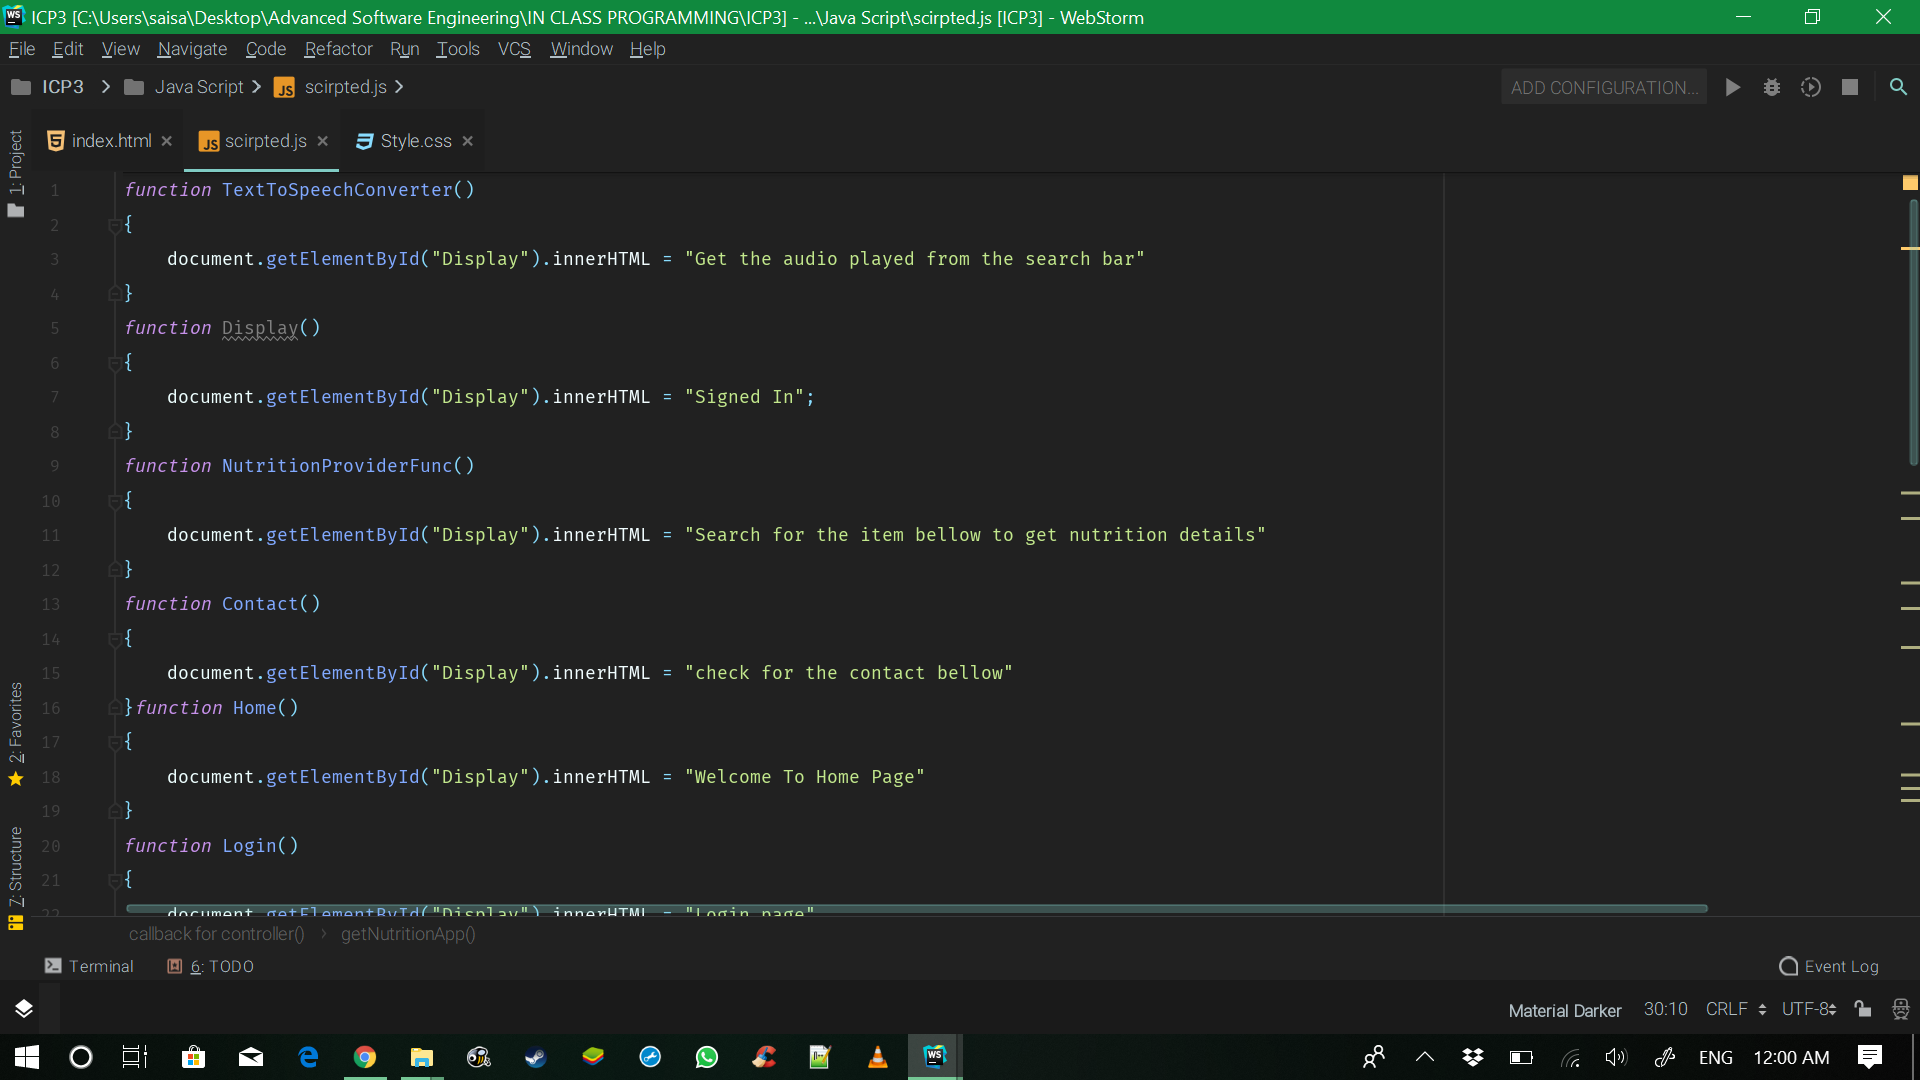 ICP3 [C:\Users\saisa\Desktop\Advanced Software Engineering\IN CLASS PROGRAMMING\ICP3] - ...\Java Script\scirpted.js [ICP3] - WebStorm
File Edit View Navigate Code Refactor Run Tools VCS Window Help
ICP3 Java Script scirpted.js ADD CONFIGURATION...
index.html scirpted.js Style.css
1: Project
2: Favorites
7: Structure
1 function TextToSpeechConverter()
2 {
3 document.getElementById("Display").innerHTML = "Get the audio played from the search bar"
4 }
5 function Display()
6 {
7 document.getElementById("Display").innerHTML = "Signed In";
8 }
9 function NutritionProviderFunc()
10 {
11 document.getElementById("Display").innerHTML = "Search for the item bellow to get nutrition details"
12 }
13 function Contact()
14 {
15 document.getElementById("Display").innerHTML = "check for the contact bellow"
16 }function Home()
17 {
18 document.getElementById("Display").innerHTML = "Welcome To Home Page"
19 }
20 function Login()
21 {
22 document.getElementById("Display").innerHTML = "Login page"
callback for controller() getNutritionApp()
Terminal 6: TODO Event Log
Material Darker 30:10 CRLF UTF-8
ENG 12:00 AM